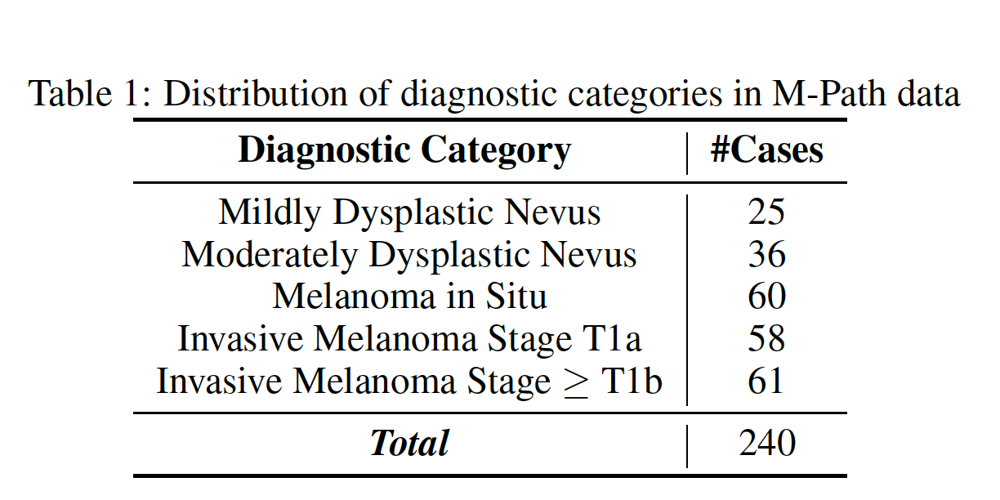 Table 1: Distribution of diagnostic categories in M-Path data
Diagnostic Category #Cases
Mildly Dysplastic Nevus 25
Moderately Dysplastic Nevus 36
Melanoma in Situ 60
Invasive Melanoma Stage T1a 58
Invasive Melanoma Stage ≥ T1b 61
Total 240